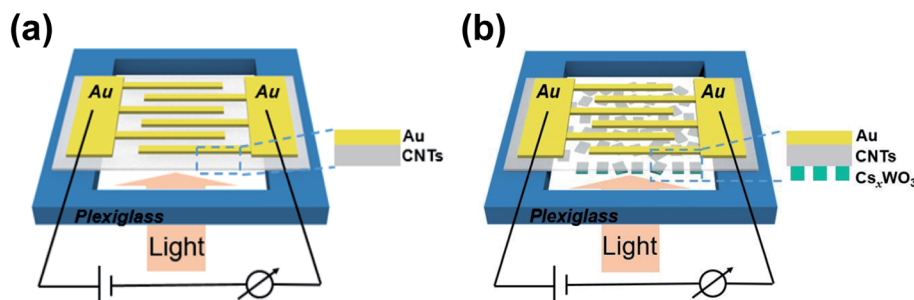 (a)
Au
Au
Au
CNTs
Plexiglass
Light
(b)
Au
Au
Au
CNTs
CsₓWO₃
Plexiglass
Light